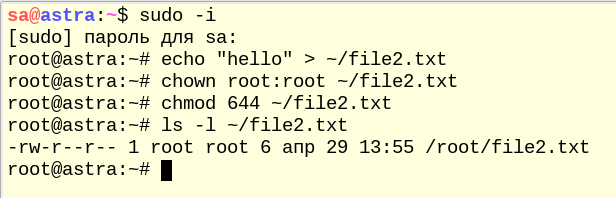 sa@astra:~$ sudo -i
[sudo] пароль для sa:
root@astra:~# echo "hello" > ~/file2.txt
root@astra:~# chown root:root ~/file2.txt
root@astra:~# chmod 644 ~/file2.txt
root@astra:~# ls -l ~/file2.txt
-rw-r--r-- 1 root root 6 апр 29 13:55 /root/file2.txt
root@astra:~#